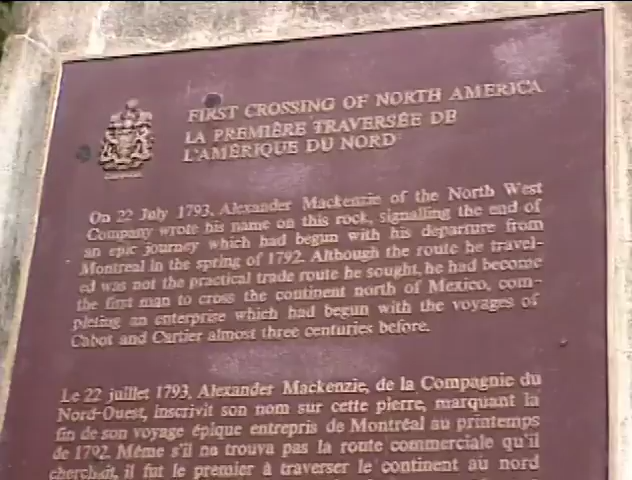 FIRST CROSSING OF NORTH AMERICA
LA PREMIÈRE TRAVERSÉE DE
L'AMÉRIQUE DU NORD
On 22 July 1793, Alexander Mackenzie of the North West
Company wrote his name on this rock, signalling the end of
an epic journey which had begun with his departure from
Montreal in the spring of 1792. Although the route he travel-
ed was not the practical trade route he sought, he had become
the first man to cross the continent north of Mexico, com-
pleting an enterprise which had begun with the voyages of
Cabot and Cartier almost three centuries before.
Le 22 juillet 1793, Alexander Mackenzie, de la Compagnie du
Nord-Ouest, inscrivit son nom sur cette pierre, marquant la
fin de son voyage épique entrepris de Montréal au printemps
de 1792. Même s'il ne trouva pas la route commerciale qu'il
cherchait, il fut le premier à traverser le continent au nord